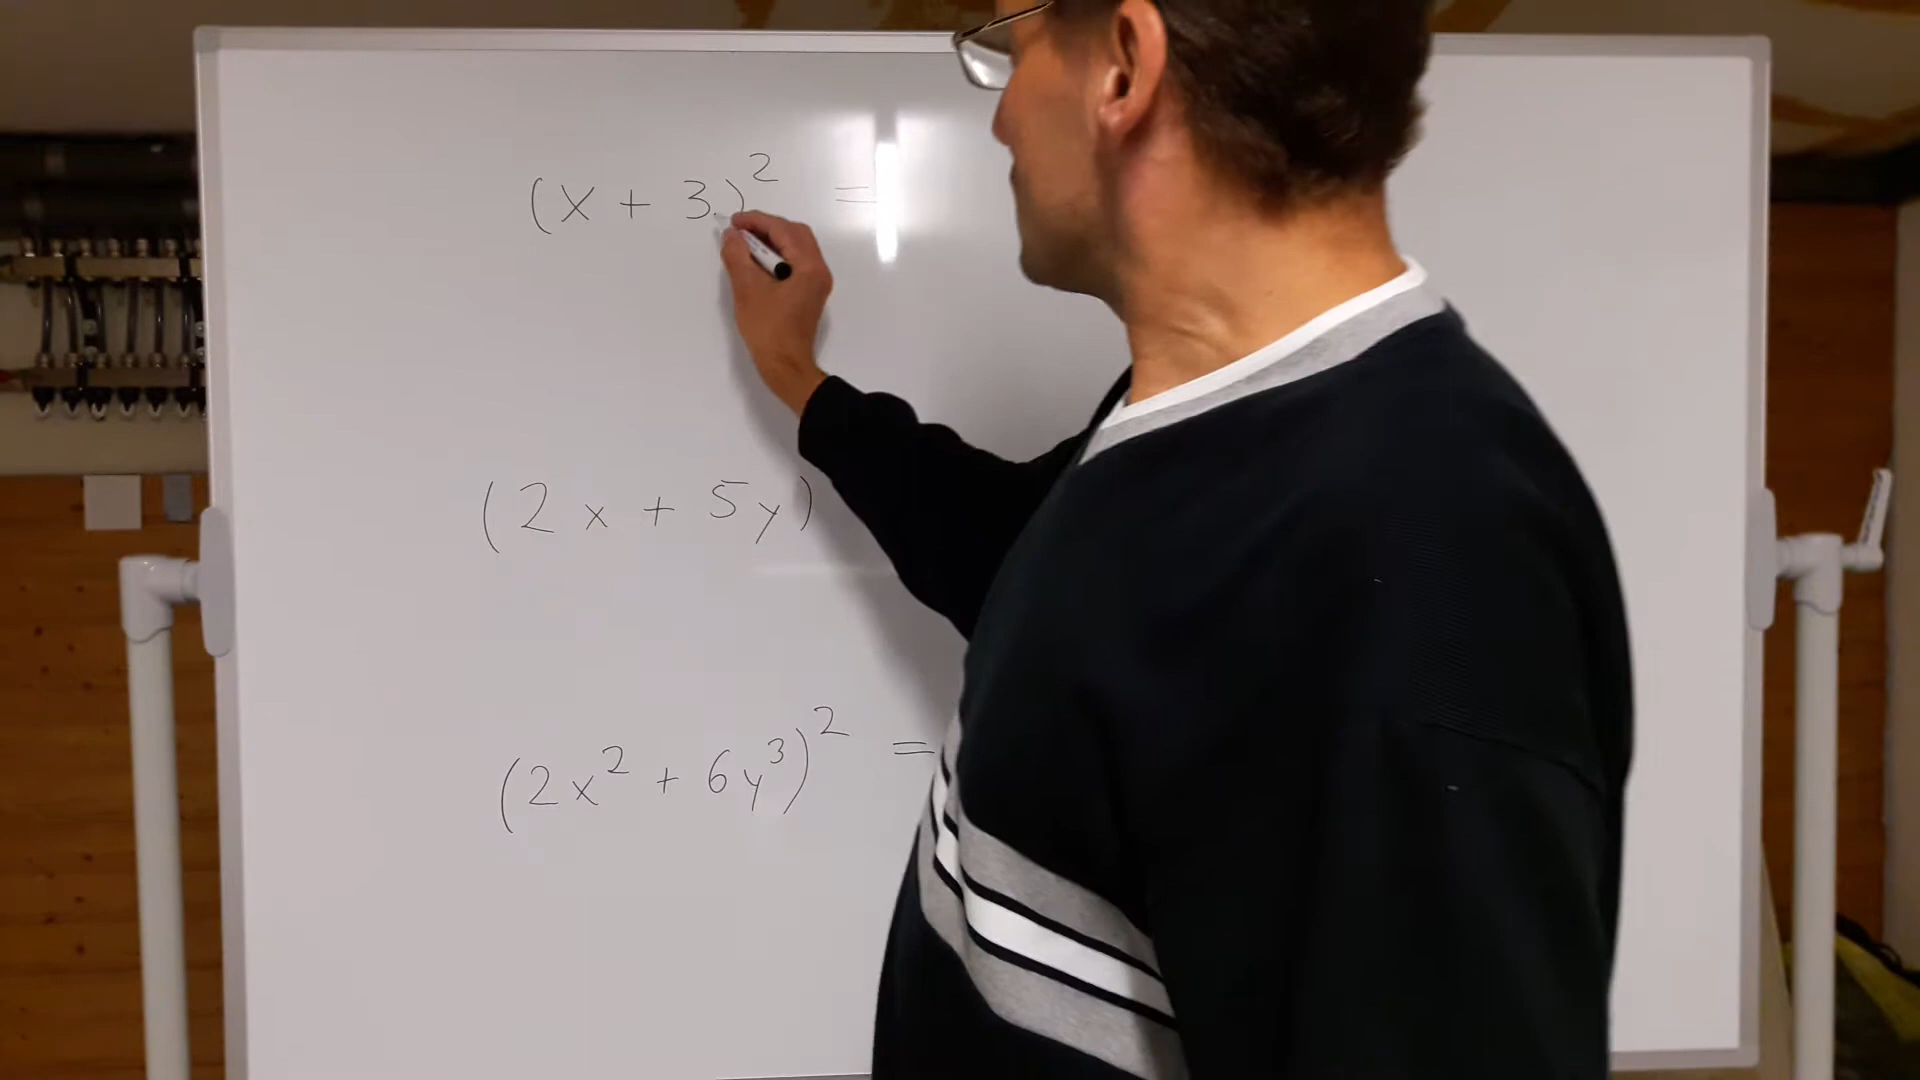 (x + 3)² =
(2x + 5y)
(2x² + 6y³)² =